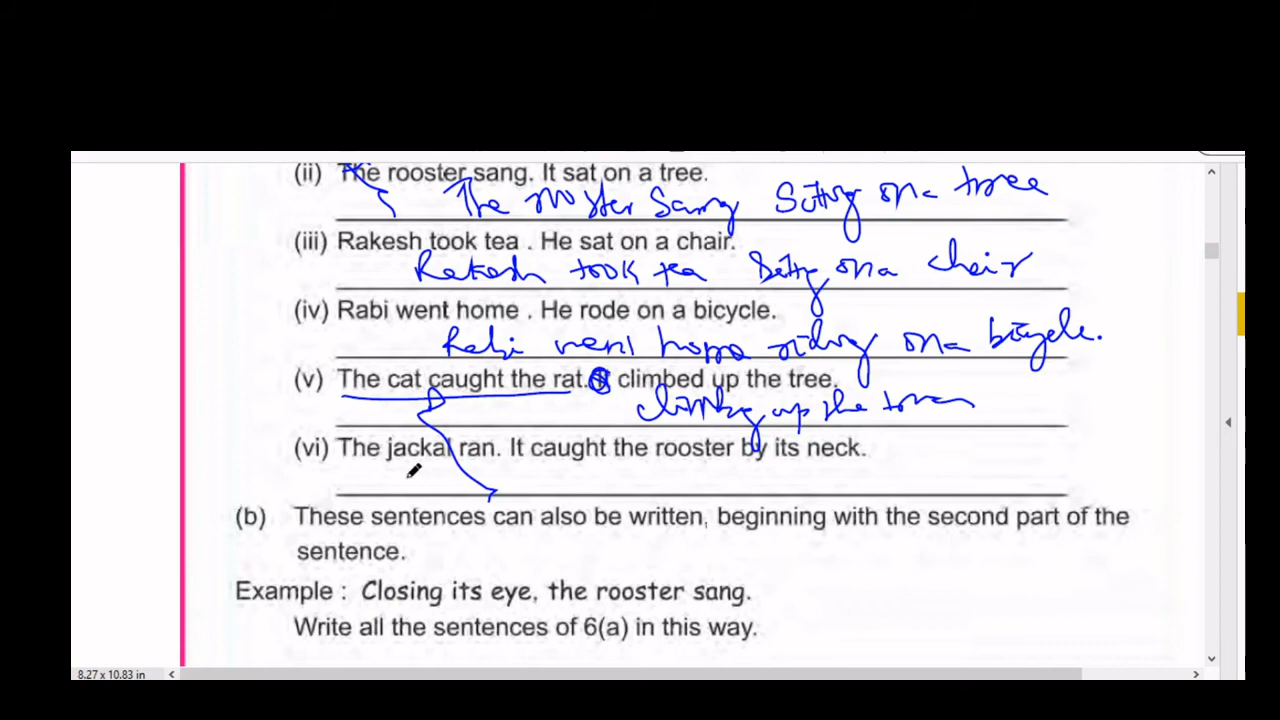 (ii) The rooster sang. It sat on a tree.
The rooster Sang Sitting on a tree
(iii) Rakesh took tea . He sat on a chair.
Rakesh took tea Sitting on a chair
(iv) Rabi went home . He rode on a bicycle.
Rabi went home riding on a bicycle.
(v) The cat caught the rat. climbed up the tree.
climbing up the tree
(vi) The jackal ran. It caught the rooster by its neck.
(b) These sentences can also be written, beginning with the second part of the
sentence.
Example : Closing its eye, the rooster sang.
Write all the sentences of 6(a) in this way.
8.27 x 10.83 in